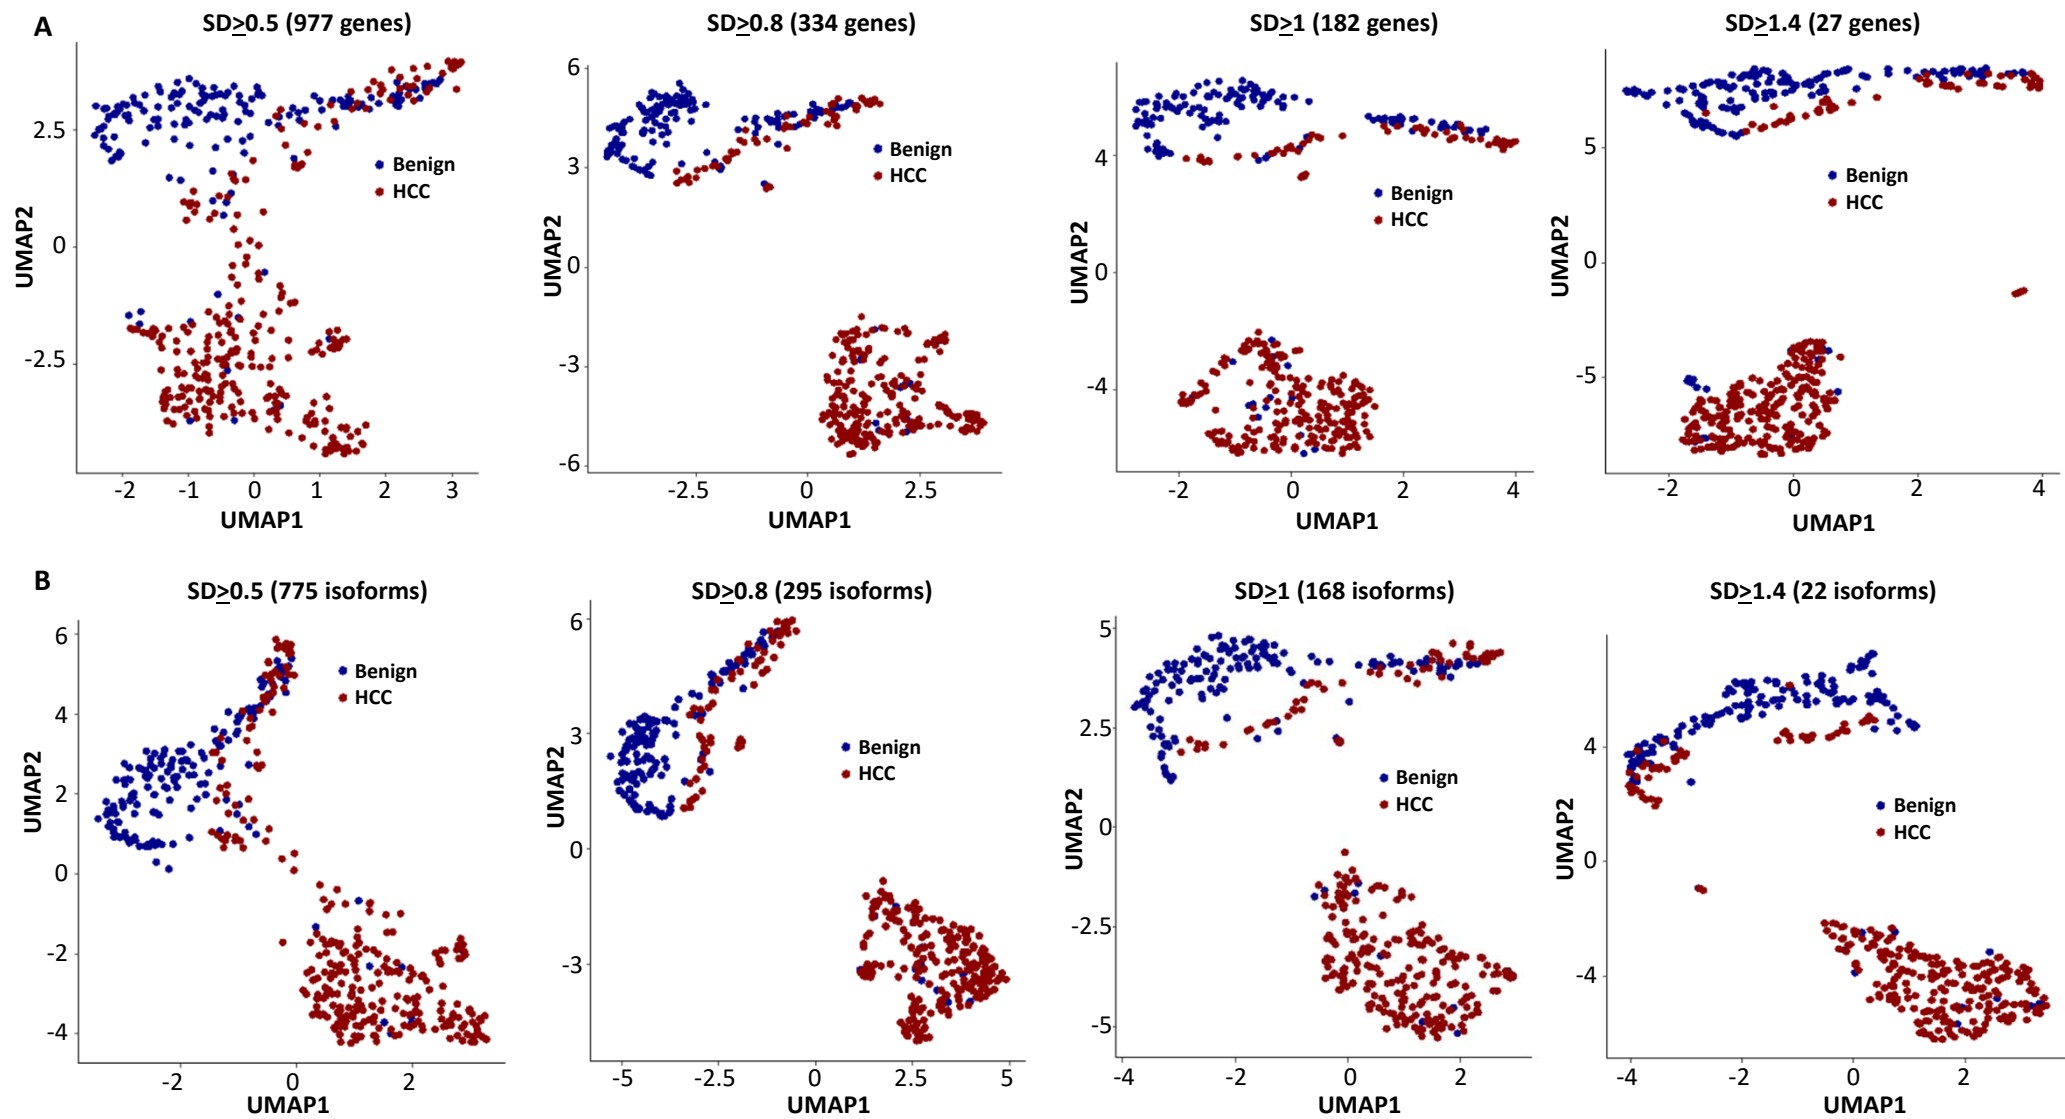 A
SD≥0.5 (977 genes)
SD≥0.8 (334 genes)
SD≥1 (182 genes)
SD≥1.4 (27 genes)
UMAP2
2.5
0
-2.5
-2
-1
0
1
2
3
UMAP1
Benign
HCC
UMAP2
6
3
0
-3
-6
-2.5
0
2.5
UMAP1
Benign
HCC
UMAP2
4
0
-4
-2
0
2
4
UMAP1
Benign
HCC
UMAP2
5
0
-5
-2
0
2
4
UMAP1
Benign
HCC
B
SD≥0.5 (775 isoforms)
SD≥0.8 (295 isoforms)
SD≥1 (168 isoforms)
SD≥1.4 (22 isoforms)
UMAP2
6
4
2
0
-2
-4
-2
0
2
UMAP1
Benign
HCC
UMAP2
6
3
0
-3
-5
-2.5
0
2.5
5
UMAP1
Benign
HCC
UMAP2
5
2.5
0
-2.5
-5
-4
-2
0
2
UMAP1
Benign
HCC
UMAP2
4
0
-4
-4
-2
0
2
UMAP1
Benign
HCC